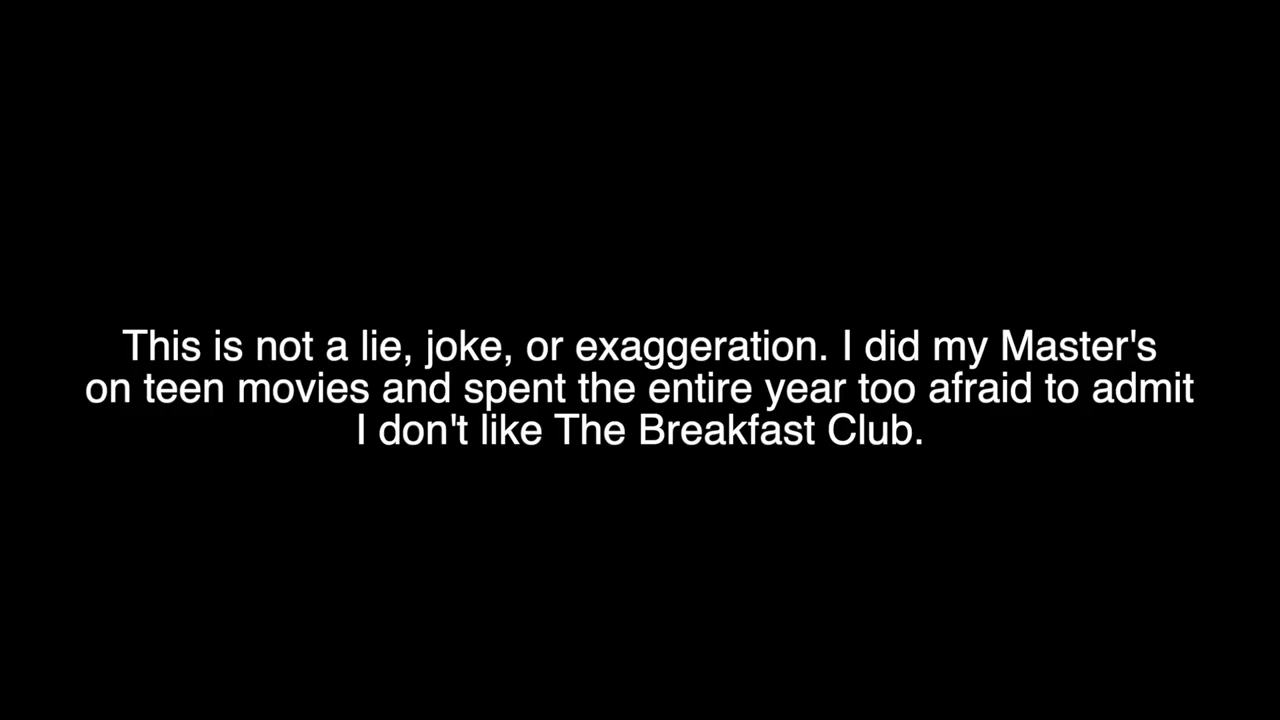 This is not a lie, joke, or exaggeration. I did my Master's
on teen movies and spent the entire year too afraid to admit
I don't like The Breakfast Club.